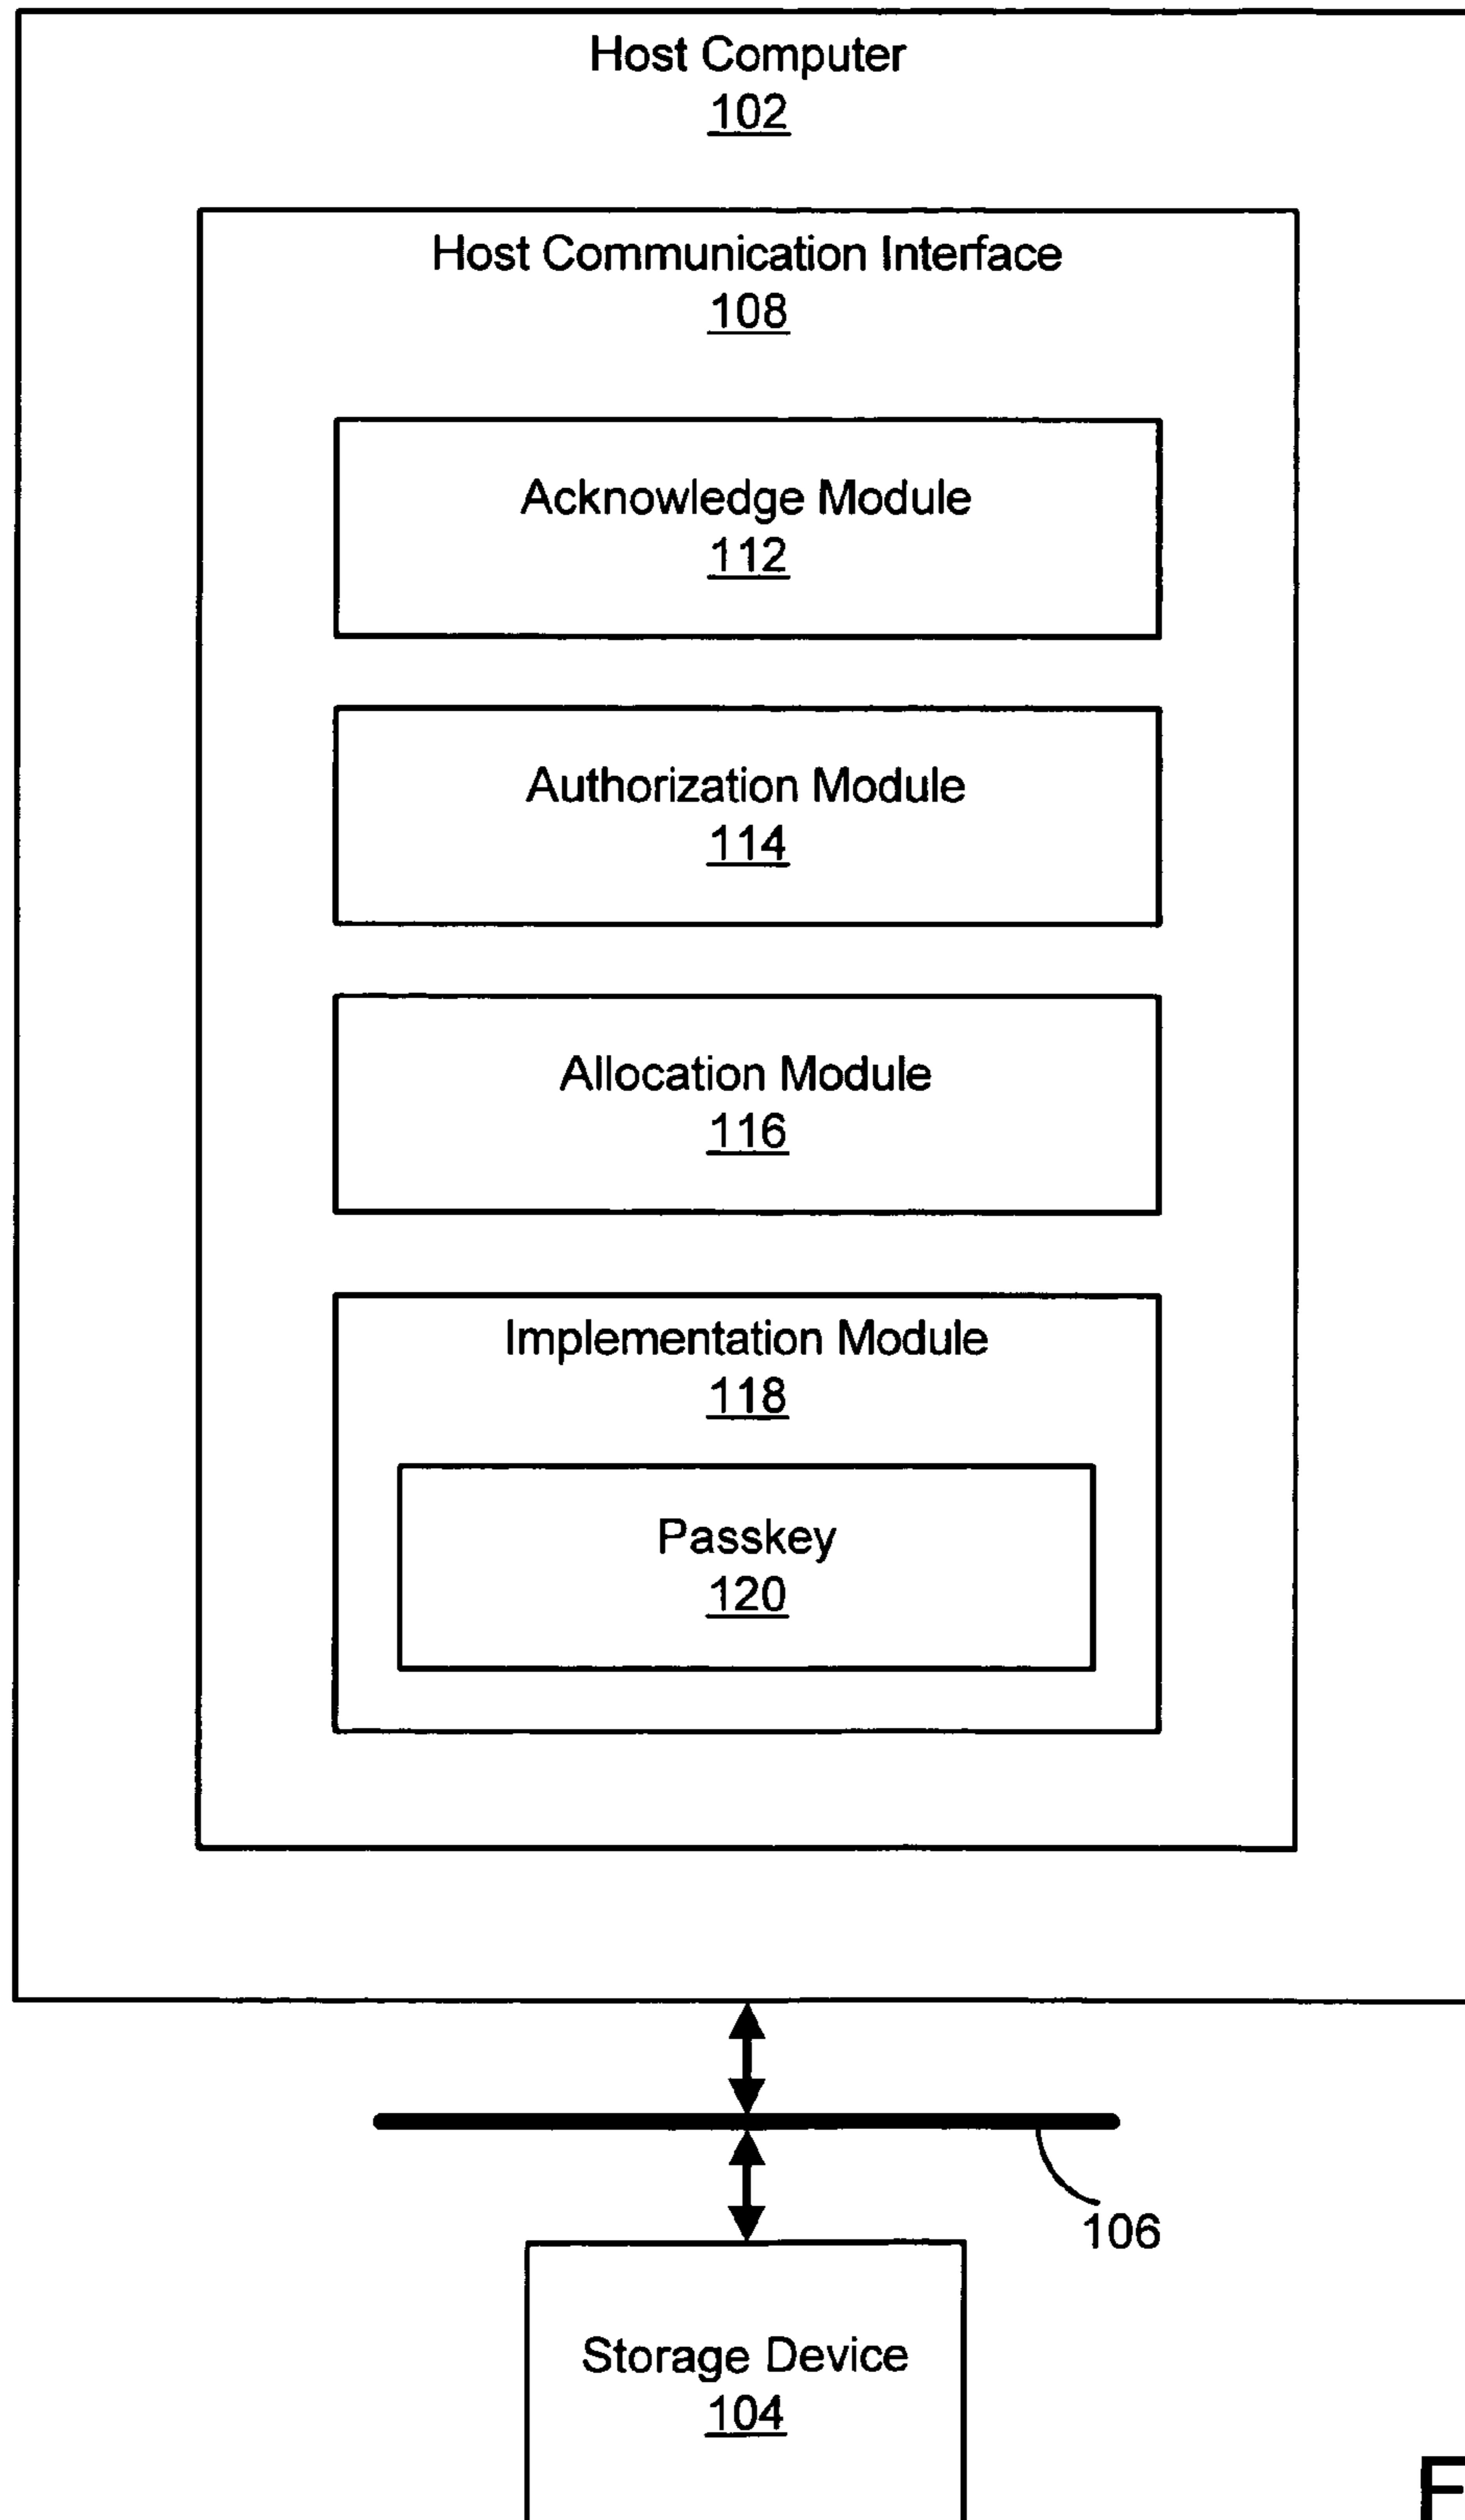 Host Computer
102
Host Communication Interface
108
Acknowledge Module
112
Authorization Module
114
Allocation Module
116
Implementation Module
118
Passkey
120
106
Storage Device
104